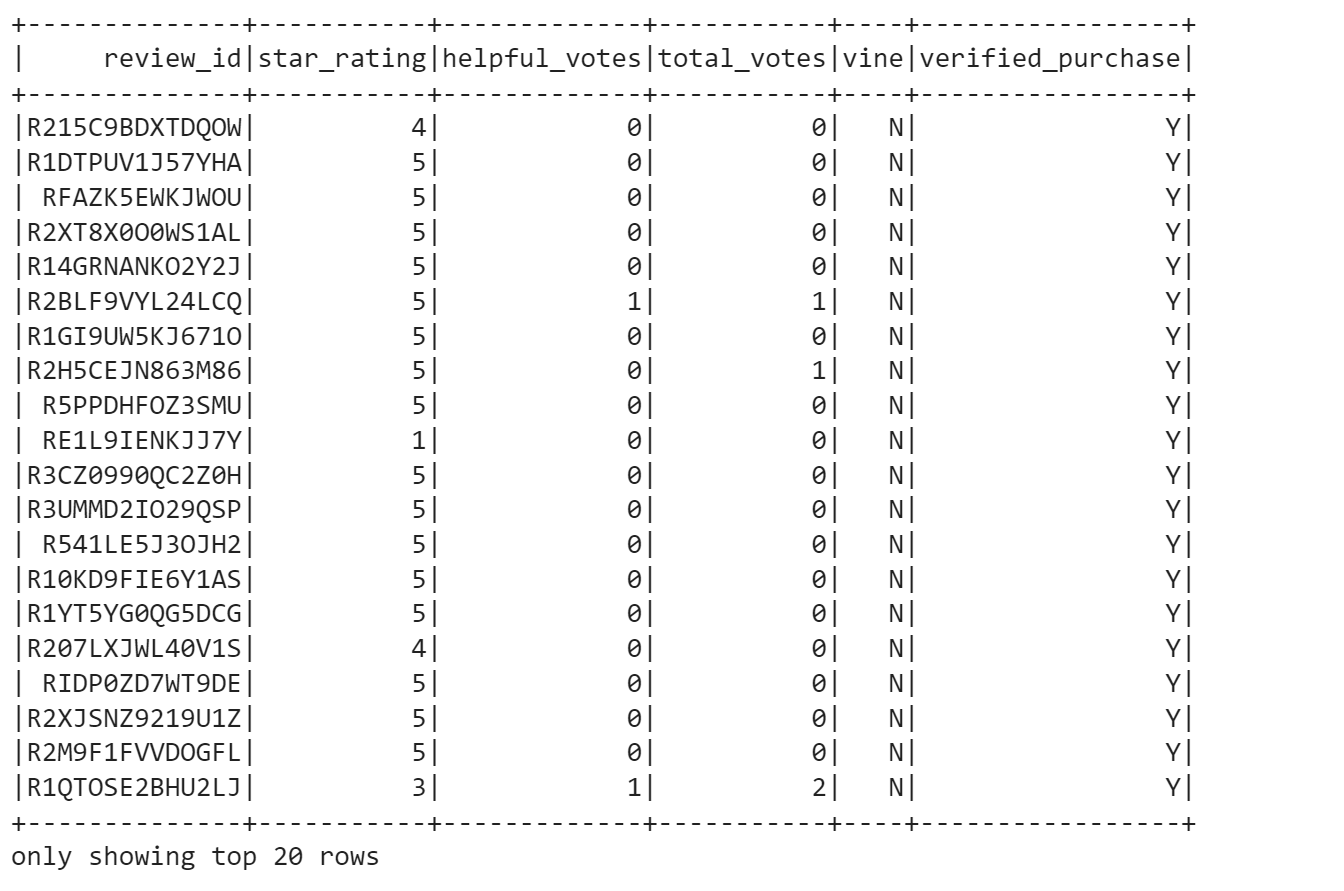 +--------------+-----------+-------------+-----------+----+-----------------+
|     review_id|star_rating|helpful_votes|total_votes|vine|verified_purchase|
+--------------+-----------+-------------+-----------+----+-----------------+
|R215C9BDXTDQOW|          4|            0|          0|   N|                Y|
|R1DTPUV1J57YHA|          5|            0|          0|   N|                Y|
| RFAZK5EWKJWOU|          5|            0|          0|   N|                Y|
|R2XT8X0O0WS1AL|          5|            0|          0|   N|                Y|
|R14GRNANKO2Y2J|          5|            0|          0|   N|                Y|
|R2BLF9VYL24LCQ|          5|            1|          1|   N|                Y|
|R1GI9UW5KJ671O|          5|            0|          0|   N|                Y|
|R2H5CEJN863M86|          5|            0|          1|   N|                Y|
| R5PPDHFOZ3SMU|          5|            0|          0|   N|                Y|
| RE1L9IENKJJ7Y|          1|            0|          0|   N|                Y|
|R3CZ0990QC2Z0H|          5|            0|          0|   N|                Y|
|R3UMMD2IO29QSP|          5|            0|          0|   N|                Y|
| R541LE5J3OJH2|          5|            0|          0|   N|                Y|
|R10KD9FIE6Y1AS|          5|            0|          0|   N|                Y|
|R1YT5YG0QG5DCG|          5|            0|          0|   N|                Y|
|R207LXJWL40V1S|          4|            0|          0|   N|                Y|
| RIDP0ZD7WT9DE|          5|            0|          0|   N|                Y|
|R2XJSNZ9219U1Z|          5|            0|          0|   N|                Y|
|R2M9F1FVVDOGFL|          5|            0|          0|   N|                Y|
|R1QTOSE2BHU2LJ|          3|            1|          2|   N|                Y|
+--------------+-----------+-------------+-----------+----+-----------------+
only showing top 20 rows